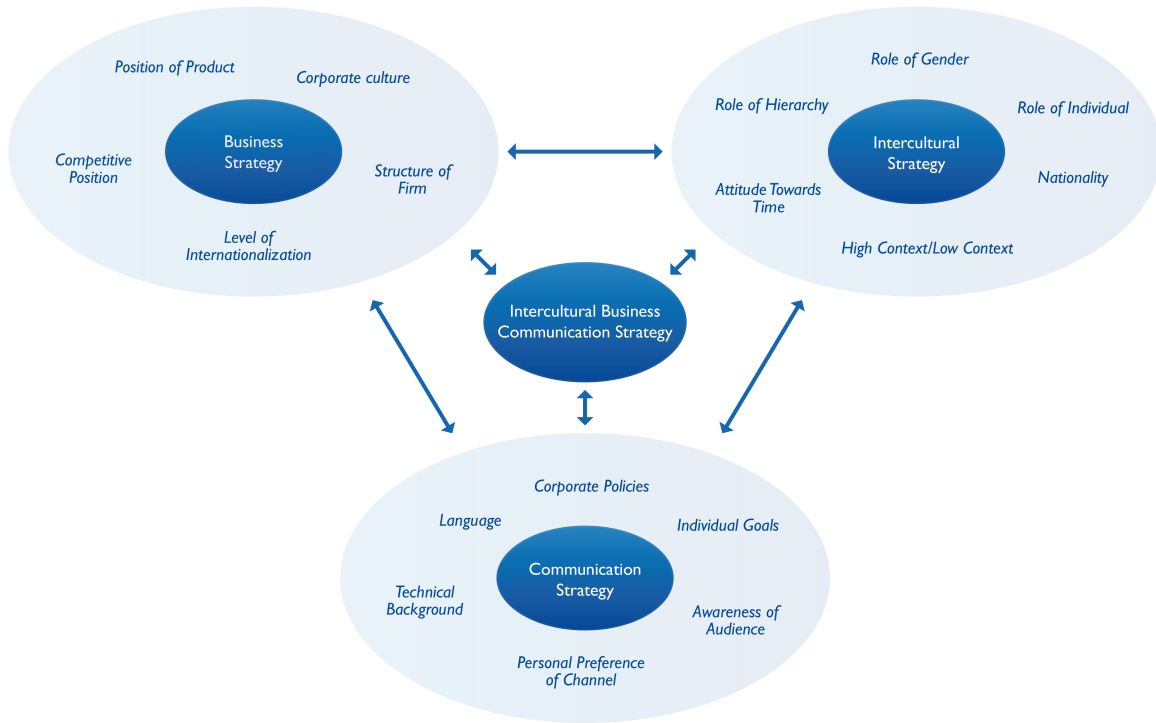 Position of Product
Corporate culture
Business
Strategy
Competitive
Position
Structure of
Firm
Level of
Internationalization
Role of Gender
Role of Hierarchy
Role of Individual
Intercultural
Strategy
Attitude Towards
Time
Nationality
High Context/Low Context
Intercultural Business
Communication Strategy
Corporate Policies
Language
Individual Goals
Communication
Strategy
Technical
Background
Awareness of
Audience
Personal Preference
of Channel